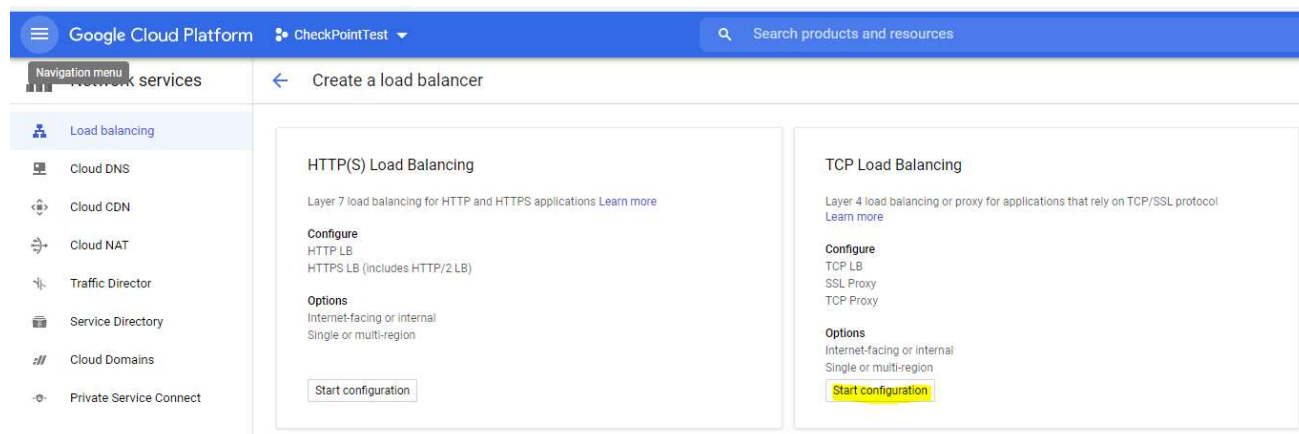 Google Cloud Platform
CheckPointTest
Search products and resources
Navigation menu
Network services
Create a load balancer
Load balancing
Cloud DNS
Cloud CDN
Cloud NAT
Traffic Director
Service Directory
Cloud Domains
Private Service Connect
HTTP(S) Load Balancing
Layer 7 load balancing for HTTP and HTTPS applications Learn more
Configure
HTTP LB
HTTPS LB (includes HTTP/2 LB)
Options
Internet-facing or internal
Single or multi-region
Start configuration
TCP Load Balancing
Layer 4 load balancing or proxy for applications that rely on TCP/SSL protocol
Learn more
Configure
TCP LB
SSL Proxy
TCP Proxy
Options
Internet-facing or internal
Single or multi-region
Start configuration